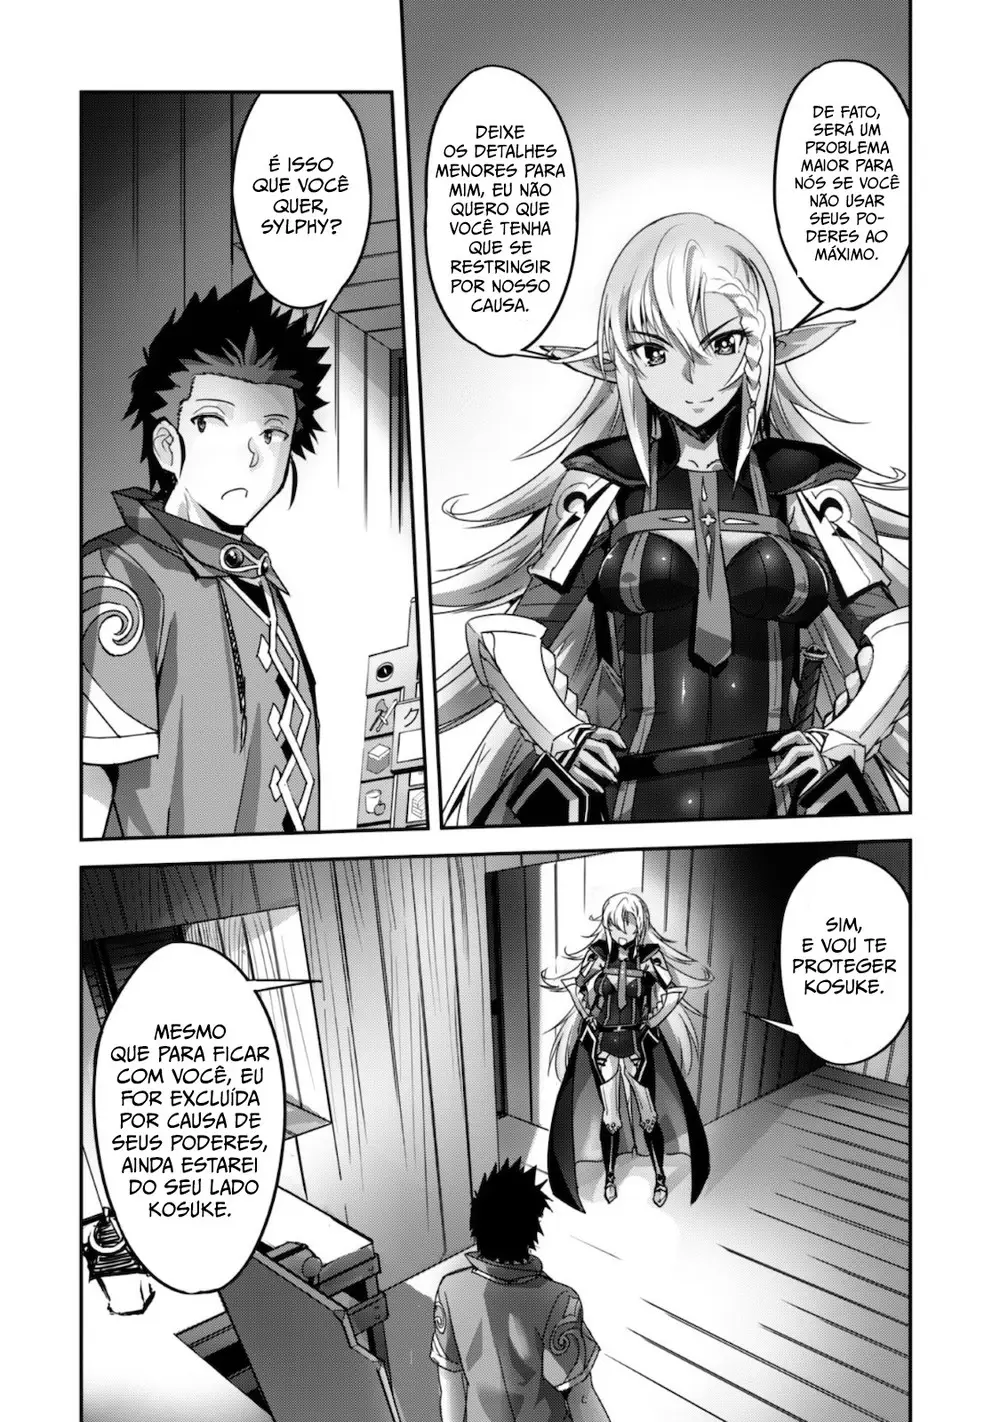 DE FATO,
SERÁ UM
PROBLEMA
MAIOR PARA
NÓS SE VOCÊ
NÃO USAR
SEUS PO-
DERES AO
MÁXIMO.
DEIXE
OS DETALHES
MENORES PARA
MIM, EU NÃO
QUERO QUE
VOCÊ TENHA
QUE SE
RESTRINGIR
POR NOSSO
CAUSA.
É ISSO
QUE VOCÊ
QUER,
SYLPHY?
ク
SIM,
E VOU TE
PROTEGER
KOSUKE.
MESMO
QUE PARA FICAR
COM VOCÊ, EU
FOR EXCLUÍDA
POR CAUSA DE
SEUS PODERES,
AINDA ESTAREI
DO SEU LADO
KOSUKE.